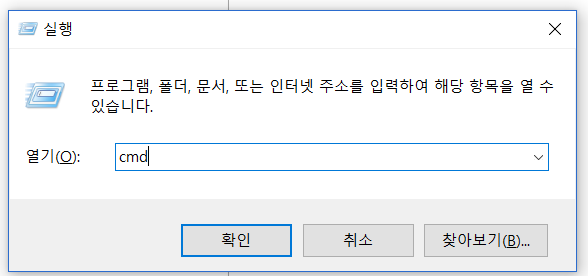 실행
프로그램, 폴더, 문서, 또는 인터넷 주소를 입력하여 해당 항목을 열 수
있습니다.
열기(O): cmd
확인 취소 찾아보기(B)...